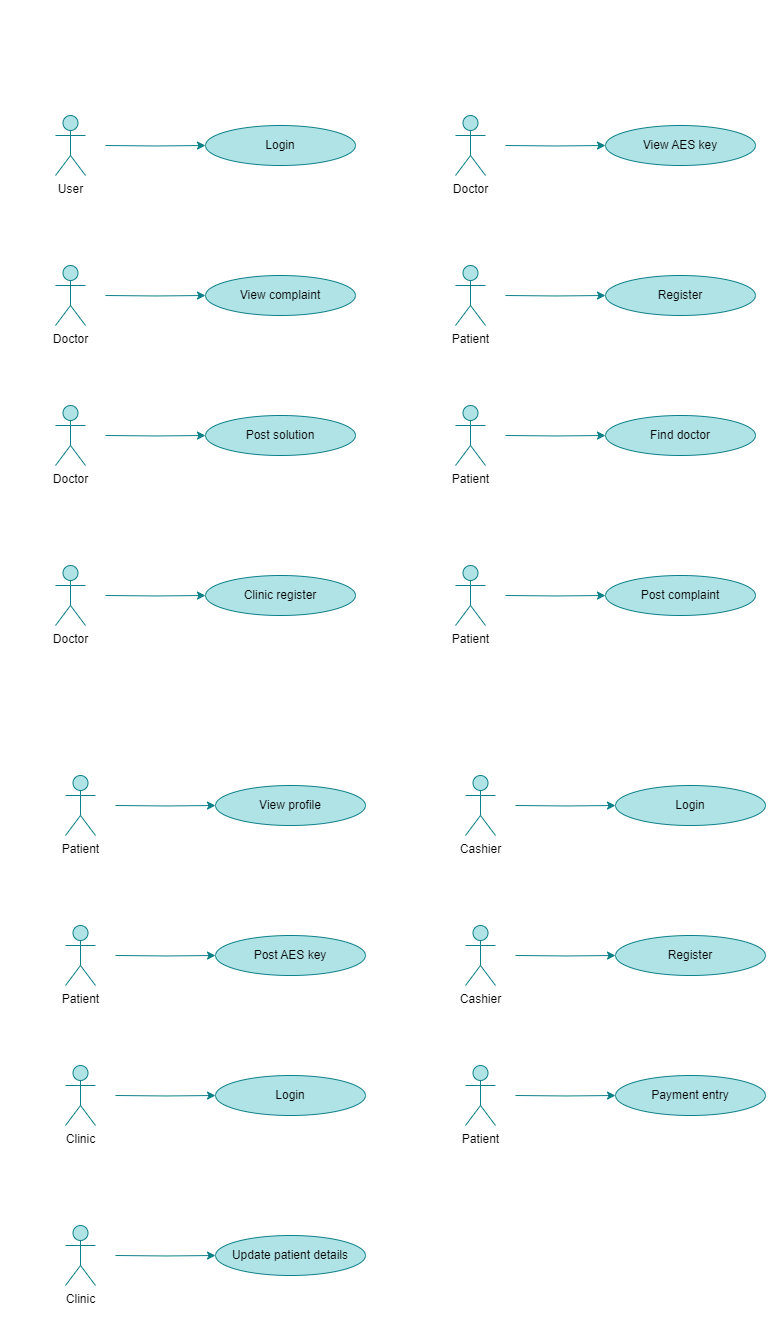 Login
User
View AES key
Doctor
View complaint
Doctor
Register
Patient
Post solution
Doctor
Find doctor
Patient
Clinic register
Doctor
Post complaint
Patient
View profile
Patient
Login
Cashier
Post AES key
Patient
Register
Cashier
Login
Clinic
Payment entry
Patient
Update patient details
Clinic